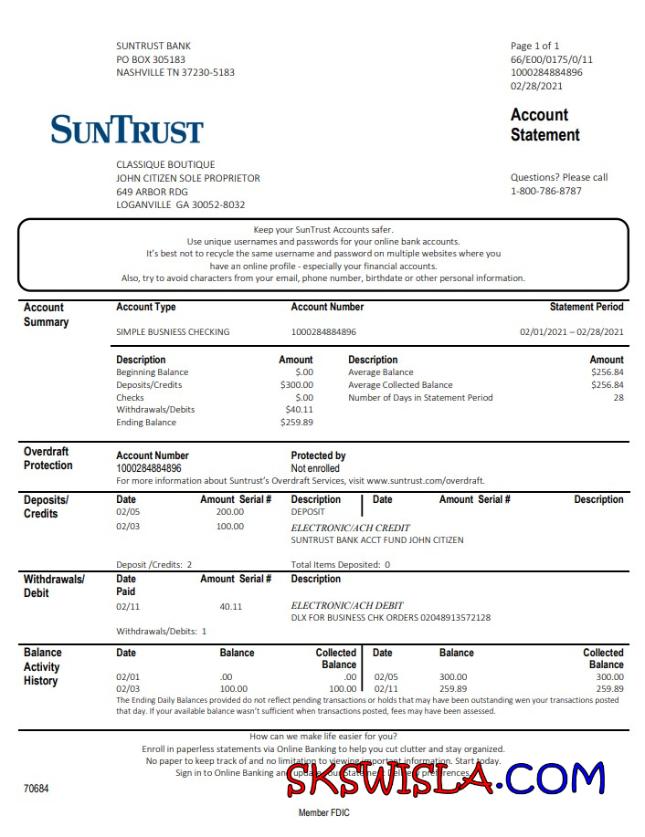 SUNTRUST BANK
PO BOX 305183
NASHVILLE TN 37230-5183
Page 1 of 1
66/E00/0175/0/11
1000284884896
02/28/2021
SUNTRUST
Account
Statement
CLASSIQUE BOUTIQUE
JOHN CITIZEN SOLE PROPRIETOR
649 ARBOR RDG
LOGANVILLE GA 30052-8032
Questions? Please call
1-800-786-8787
Keep your SunTrust Accounts safer.
Use unique usernames and passwords for your online bank accounts.
It's best not to recycle the same username and password on multiple websites where you
have an online profile - especially your financial accounts.
Also, try to avoid characters from your email, phone number, birthdate or other personal information.
Account Summary
Account Type Account Number Statement Period
SIMPLE BUSNIESS CHECKING 1000284884896 02/01/2021 – 02/28/2021
Description Amount Description Amount
Beginning Balance $.00 Average Balance $256.84
Deposits/Credits $300.00 Average Collected Balance $256.84
Checks $.00 Number of Days in Statement Period 28
Withdrawals/Debits $40.11
Ending Balance $259.89
Overdraft Protection
Account Number Protected by
1000284884896 Not enrolled
For more information about Suntrust's Overdraft Services, visit www.suntrust.com/overdraft.
Deposits/ Credits
Date Amount Serial # Description Date Amount Serial # Description
02/05 200.00 DEPOSIT
02/03 100.00 ELECTRONIC/ACH CREDIT
SUNTRUST BANK ACCT FUND JOHN CITIZEN
Deposit /Credits: 2 Total Items Deposited: 0
Withdrawals/ Debit
Date Amount Serial # Description
Paid
02/11 40.11 ELECTRONIC/ACH DEBIT
DLX FOR BUSINESS CHK ORDERS 02048913572128
Withdrawals/Debits: 1
Balance Activity History
Date Balance Collected Balance Date Balance Collected Balance
02/01 .00 .00 02/05 300.00 300.00
02/03 100.00 100.00 02/11 259.89 259.89
The Ending Daily Balances provided do not reflect pending transactions or holds that may have been outstanding wen your transactions posted
that day. If your available balance wasn't sufficient when transactions posted, fees may have been assessed.
How can we make life easier for you?
Enroll in paperless statements via Online Banking to help you cut clutter and stay organized.
No paper to keep track of and no limitation to viewing important information. Start today.
Sign in to Online Banking and update your Statement Delivery preferences.
SKSWISLA.COM
70684
Member FDIC